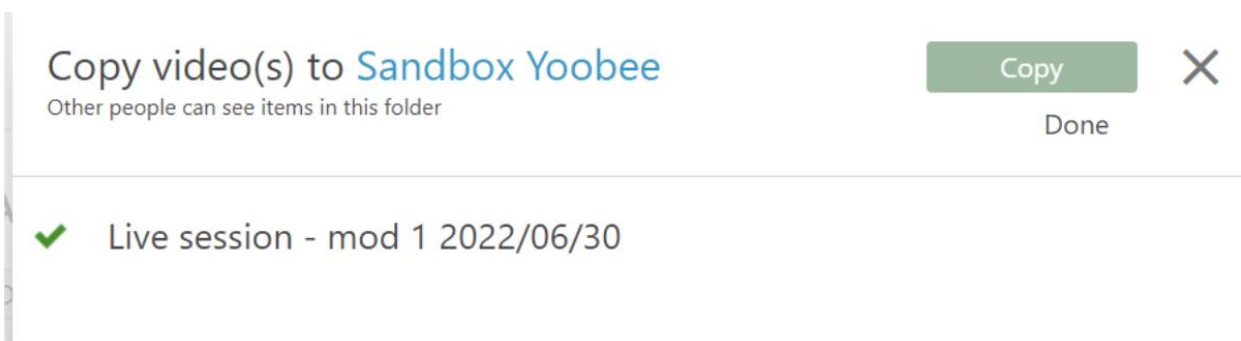 Copy video(s) to Sandbox Yoobee
Copy
Other people can see items in this folder
Done
Live session - mod 1 2022/06/30